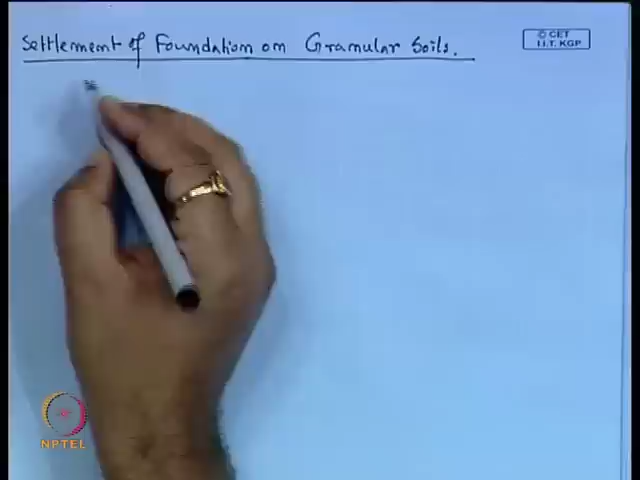 Settlement of Foundation on Granular Soils.
© CET
I.I.T. KGP
NPTEL